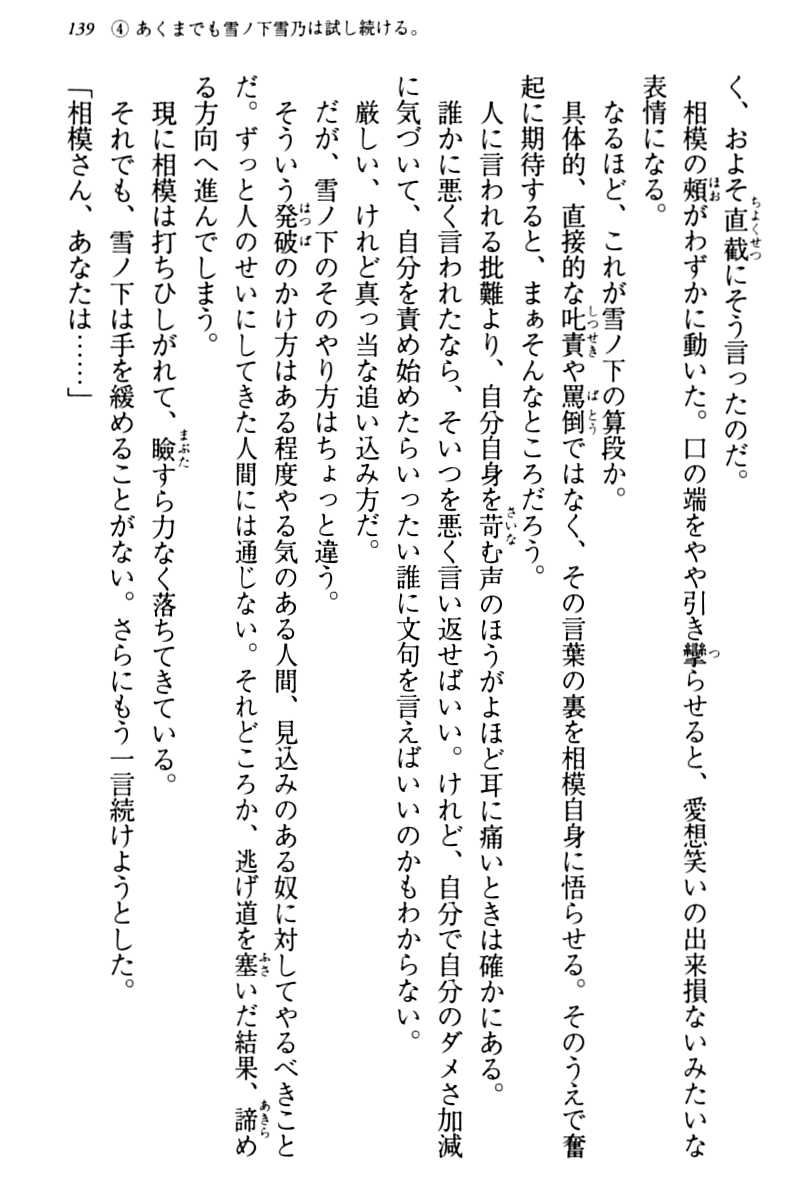 139 ④ あくまでも雪ノ下雪乃は試し続ける。
く、およそ直截にそう言ったのだ。
相模の頰がわずかに動いた。口の端をやや引き攣らせると、愛想笑いの出来損ないみたいな
表情になる。
なるほど、これが雪ノ下の算段か。
具体的、直接的な叱責や罵倒ではなく、その言葉の裏を相模自身に悟らせる。そのうえで奮
起に期待すると、まぁそんなところだろう。
人に言われる批難より、自分自身を苛む声のほうがよほど耳に痛いときは確かにある。
誰かに悪く言われたなら、そいつを悪く言い返せばいい。けれど、自分で自分のダメさ加減
に気づいて、自分を責め始めたらいったい誰に文句を言えばいいのかもわからない。
厳しい、けれど真っ当な追い込み方だ。
だが、雪ノ下のそのやり方はちょっと違う。
そういう発破のかけ方はある程度やる気のある人間、見込みのある奴に対してやるべきこと
だ。ずっと人のせいにしてきた人間には通じない。それどころか、逃げ道を塞いだ結果、諦め
る方向へ進んでしまう。
現に相模は打ちひしがれて、瞼すら力なく落ちてきている。
それでも、雪ノ下は手を緩めることがない。さらにもう一言続けようとした。
「相模さん、あなたは……」